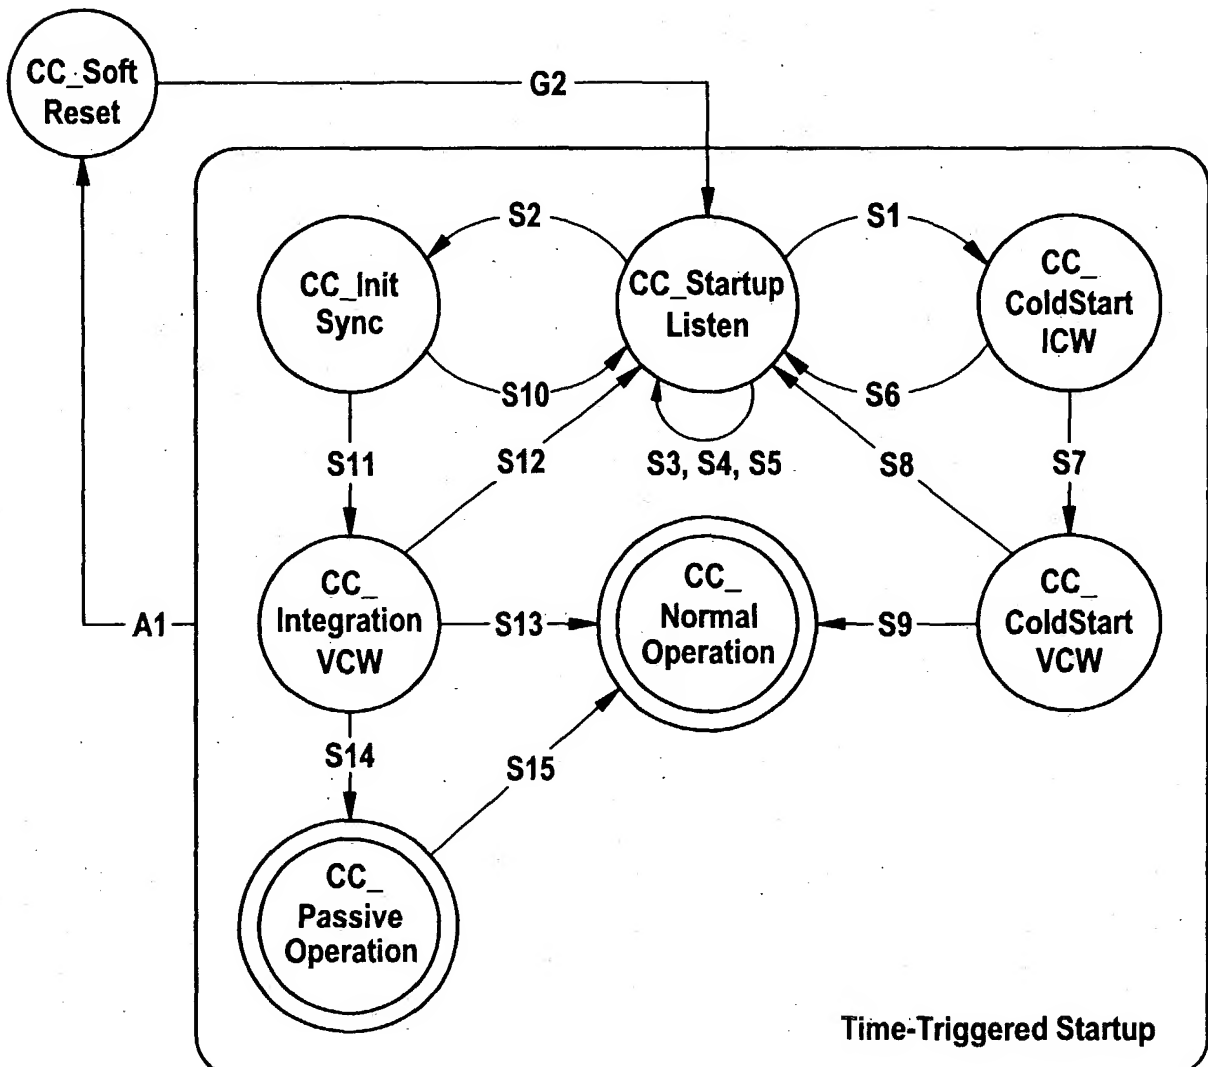 CC_Soft
Reset
G2
S2
S1
CC_Init
Sync
CC_Startup
Listen
CC_
ColdStart
ICW
S10
S6
S11
S12
S3, S4, S5
S8
S7
CC_
Integration
VCW
CC_
Normal
Operation
CC_
ColdStart
VCW
A1
S13
S9
S14
S15
CC_
Passive
Operation
Time-Triggered Startup